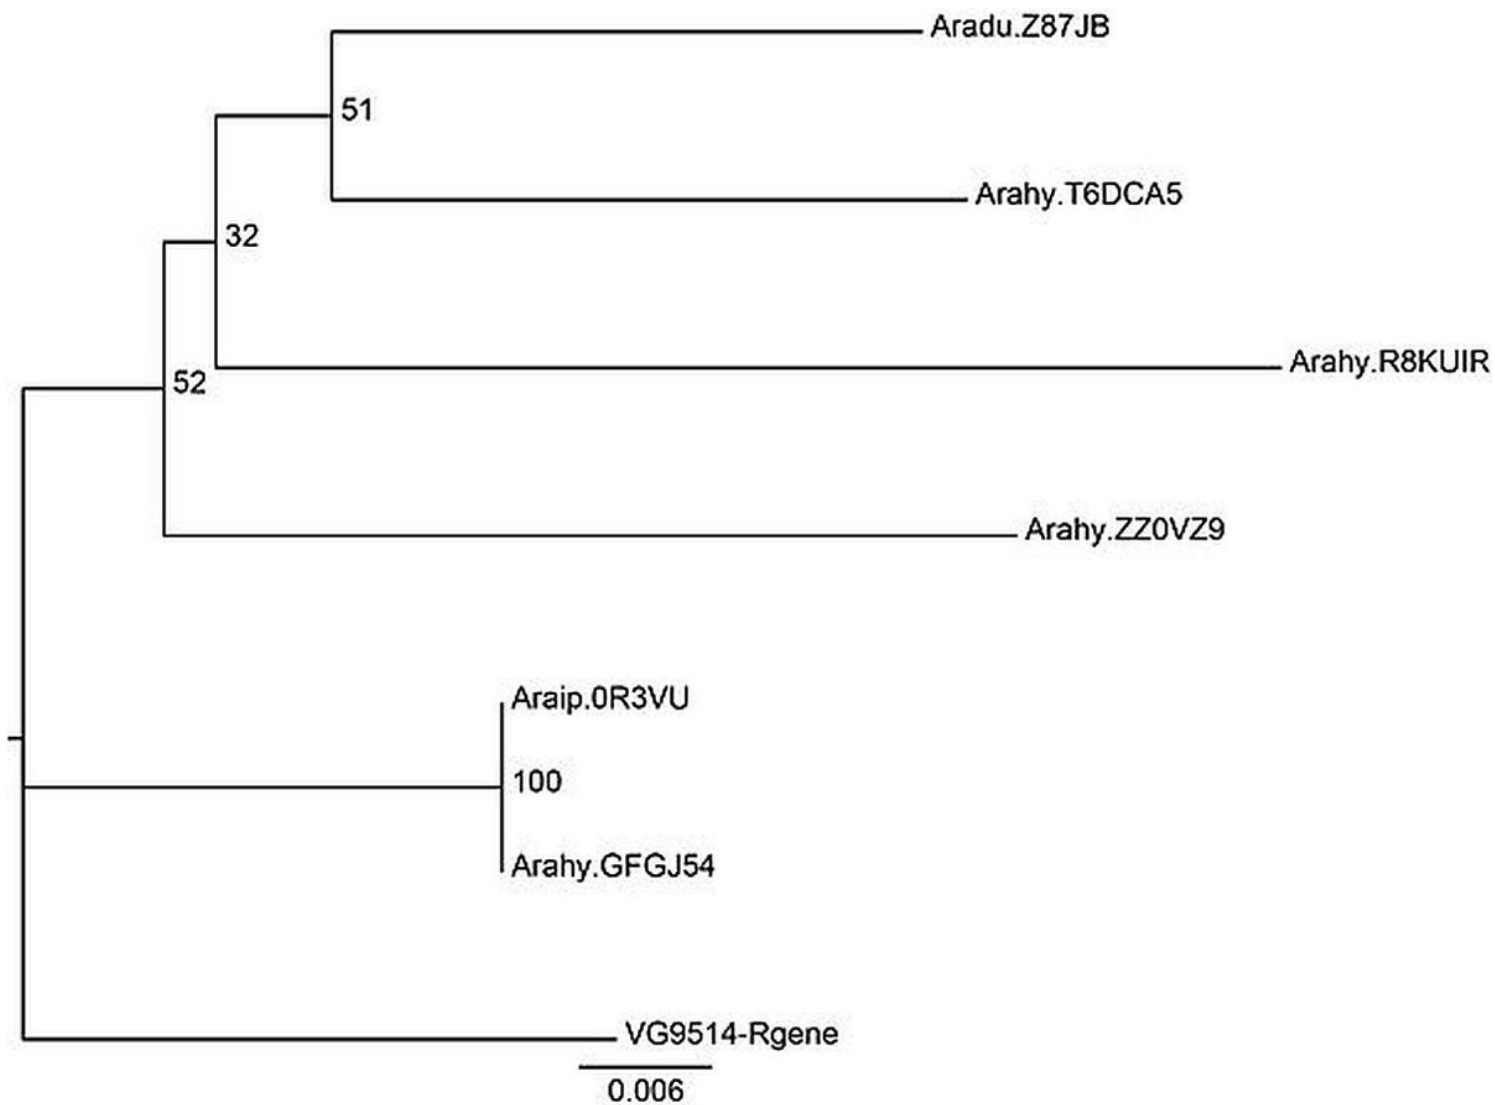 Aradu.Z87JB
51
Arahy.T6DCA5
32
Arahy.R8KUIR
52
Arahy.ZZ0VZ9
Araip.0R3VU
100
Arahy.GFGJ54
VG9514-Rgene
0.006